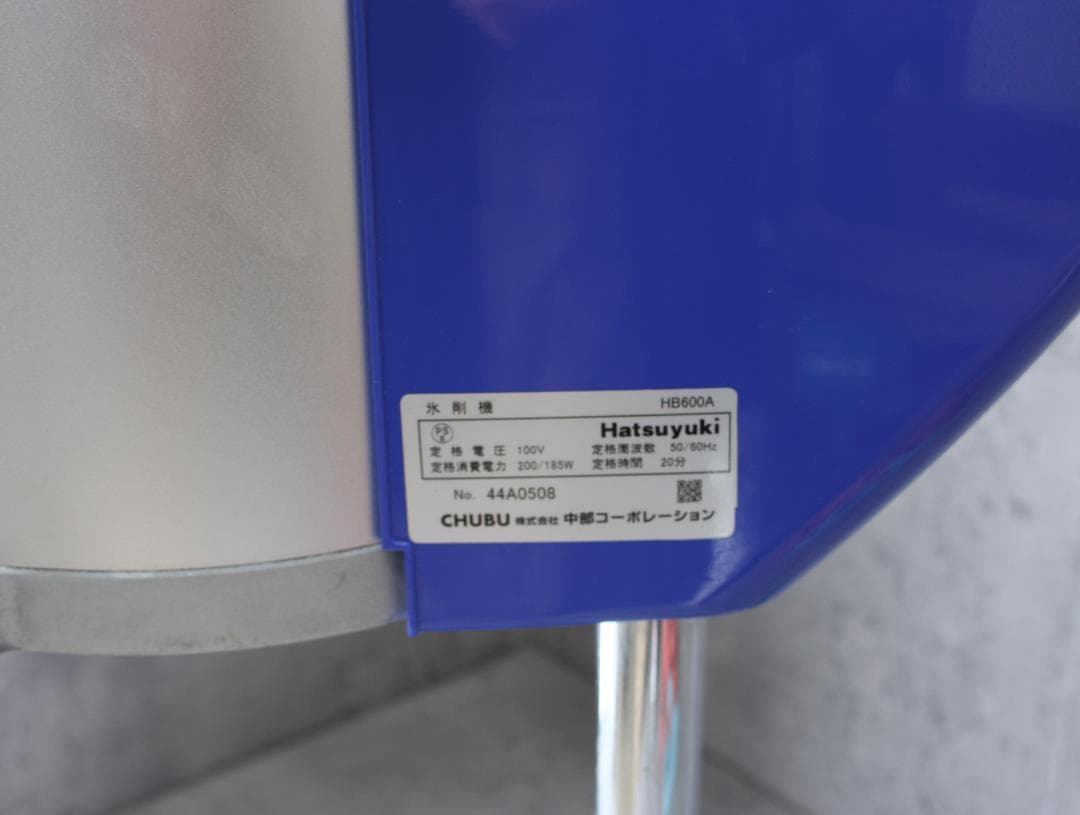 氷削機 HB600A
PS E Hatsuyuki
定格電圧 100V 定格周波数 50/60Hz
定格消費電力 200/185W 定格時間 20分
No. 44A0508
CHUBU 株式会社 中部コーポレーション